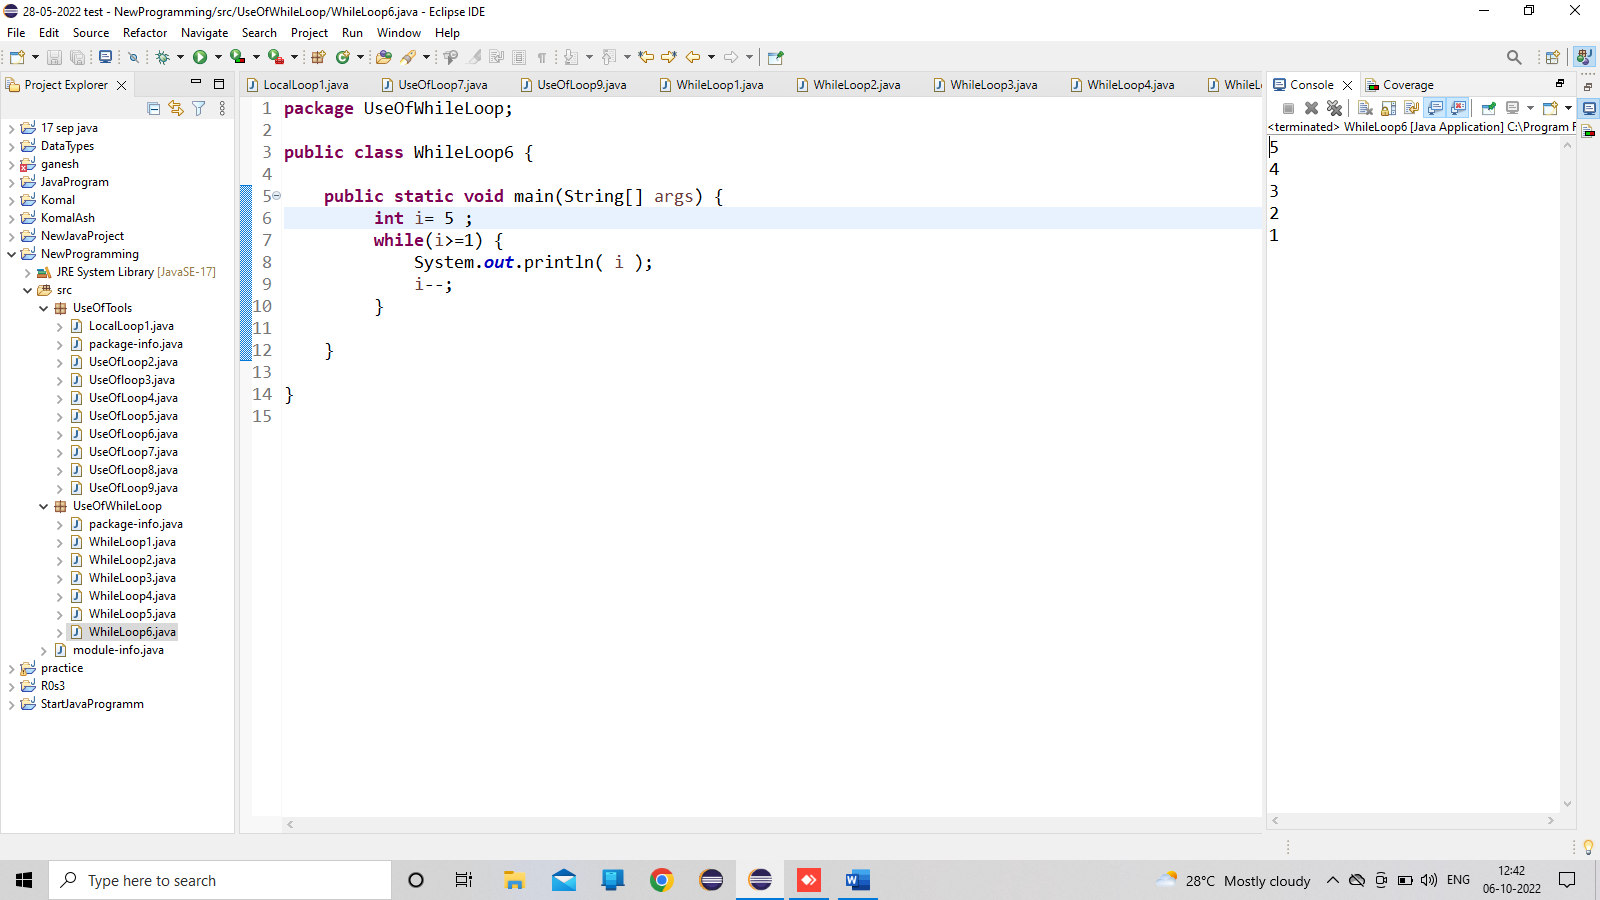 28-05-2022 test - NewProgramming/src/UseOfWhileLoop/WhileLoop6.java - Eclipse IDE
File Edit Source Refactor Navigate Search Project Run Window Help
Project Explorer
17 sep java
DataTypes
ganesh
JavaProgram
Komal
KomalAsh
NewJavaProject
NewProgramming
JRE System Library [JavaSE-17]
src
UseOfTools
LocalLoop1.java
package-info.java
UseOfLoop2.java
UseOfloop3.java
UseOfLoop4.java
UseOfLoop5.java
UseOfLoop6.java
UseOfLoop7.java
UseOfLoop8.java
UseOfLoop9.java
UseOfWhileLoop
package-info.java
WhileLoop1.java
WhileLoop2.java
WhileLoop3.java
WhileLoop4.java
WhileLoop5.java
WhileLoop6.java
module-info.java
practice
R0s3
StartJavaProgramm
LocalLoop1.java UseOfLoop7.java UseOfLoop9.java WhileLoop1.java WhileLoop2.java WhileLoop3.java WhileLoop4.java WhileL
1 package UseOfWhileLoop;
2
3 public class WhileLoop6 {
4
5 public static void main(String[] args) {
6 int i= 5 ;
7 while(i>=1) {
8 System.out.println( i );
9 i--;
10 }
11
12 }
13
14 }
15
Console Coverage
<terminated> WhileLoop6 [Java Application] C:\Program F
5
4
3
2
1
Type here to search
28°C Mostly cloudy
ENG
12:42
06-10-2022